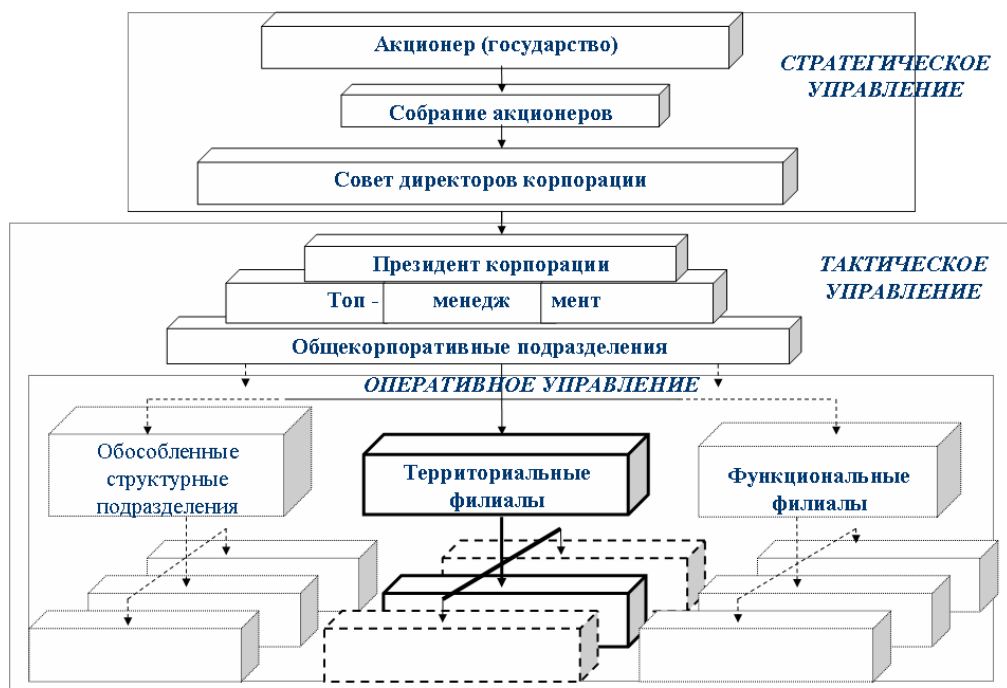 Акционер (государство)
СТРАТЕГИЧЕСКОЕ
УПРАВЛЕНИЕ
Собрание акционеров
Совет директоров корпорации
Президент корпорации
ТАКТИЧЕСКОЕ
УПРАВЛЕНИЕ
Топ - менедж мент
Общекорпоративные подразделения
ОПЕРАТИВНОЕ УПРАВЛЕНИЕ
Обособленные
структурные
подразделения
Территориальные
филиалы
Функциональные
филиалы